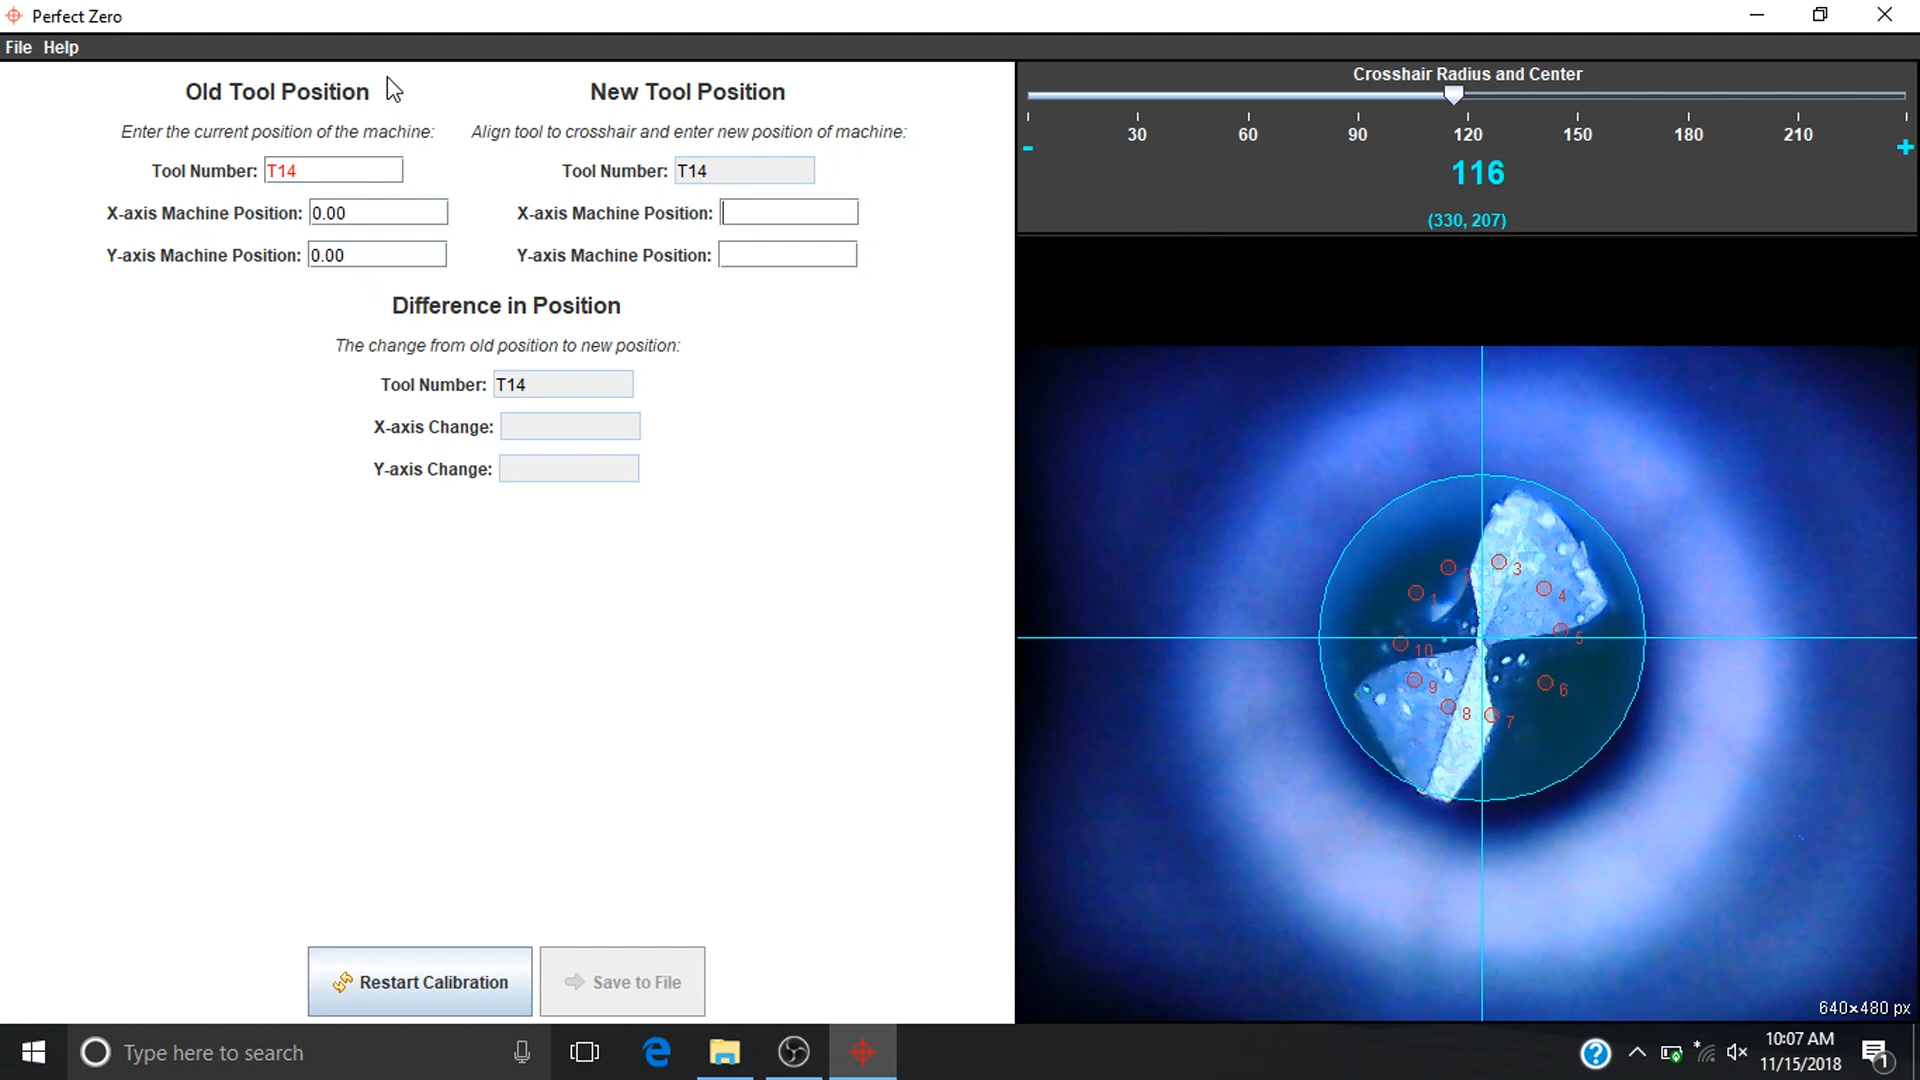 Perfect Zero
File Help
Old Tool Position
Enter the current position of the machine:
Tool Number: T14
X-axis Machine Position: 0.00
Y-axis Machine Position: 0.00
New Tool Position
Align tool to crosshair and enter new position of machine:
Tool Number: T14
X-axis Machine Position:
Y-axis Machine Position:
Difference in Position
The change from old position to new position:
Tool Number: T14
X-axis Change:
Y-axis Change:
Restart Calibration
Save to File
Crosshair Radius and Center
30 60 90 120 150 180 210
- +
116
(330, 207)
3
1 4
5
10
9 6
8 7
640×480 px
Type here to search
10:07 AM
11/15/2018
1